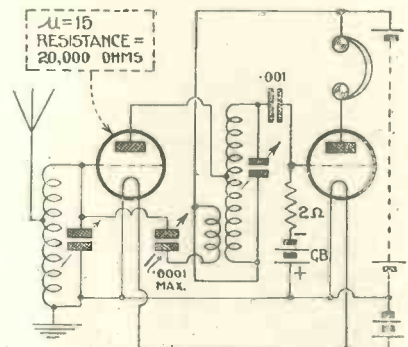 µ=15
RESISTANCE=
20,000 OHMS
.001
2Ω
−
GB
+
.0001
MAX.